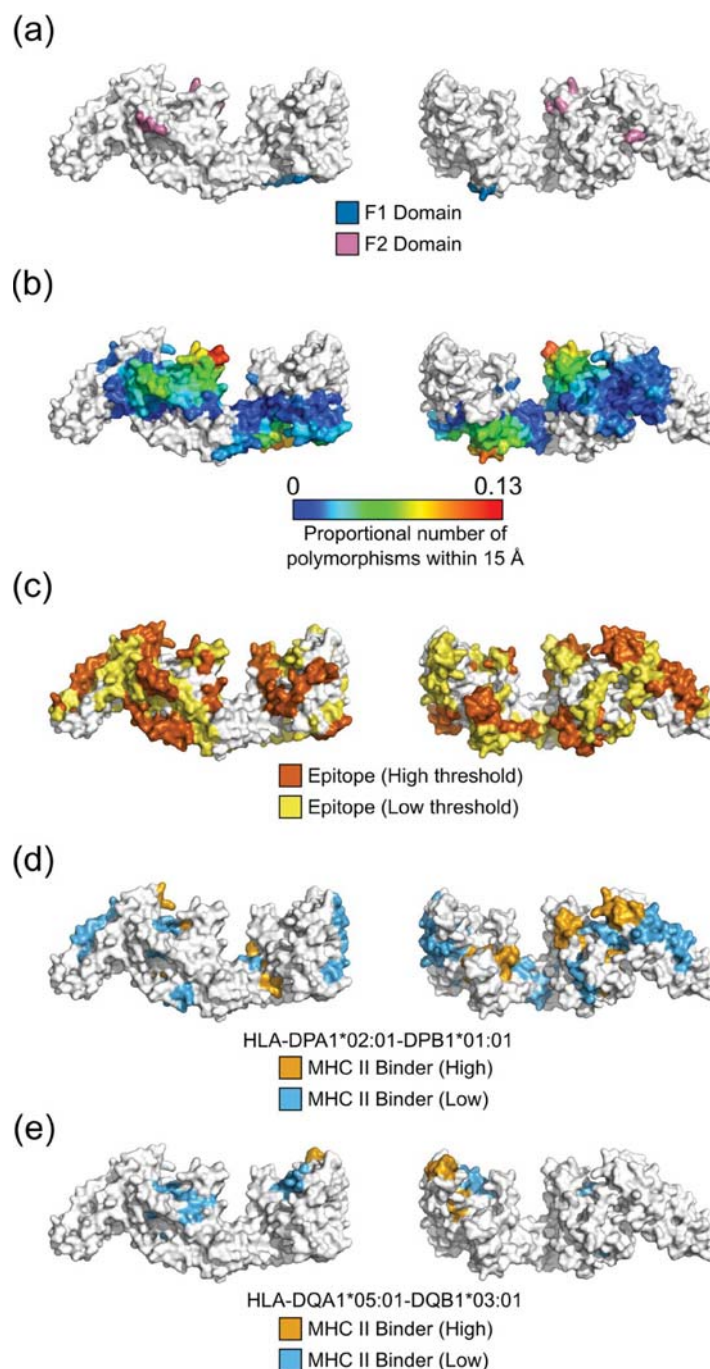 (a)
F1 Domain
F2 Domain
(b)
0 0.13
Proportional number of
polymorphisms within 15 Å
(c)
Epitope (High threshold)
Epitope (Low threshold)
(d)
HLA-DPA1*02:01-DPB1*01:01
MHC II Binder (High)
MHC II Binder (Low)
(e)
HLA-DQA1*05:01-DQB1*03:01
MHC II Binder (High)
MHC II Binder (Low)